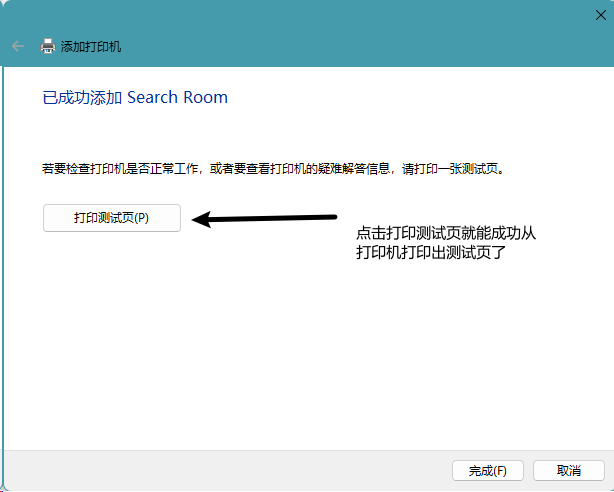 添加打印机
已成功添加 Search Room
若要检查打印机是否正常工作，或者要查看打印机的疑难解答信息，请打印一张测试页。
打印测试页(P)
点击打印测试页就能成功从
打印机打印出测试页了
完成(F)
取消